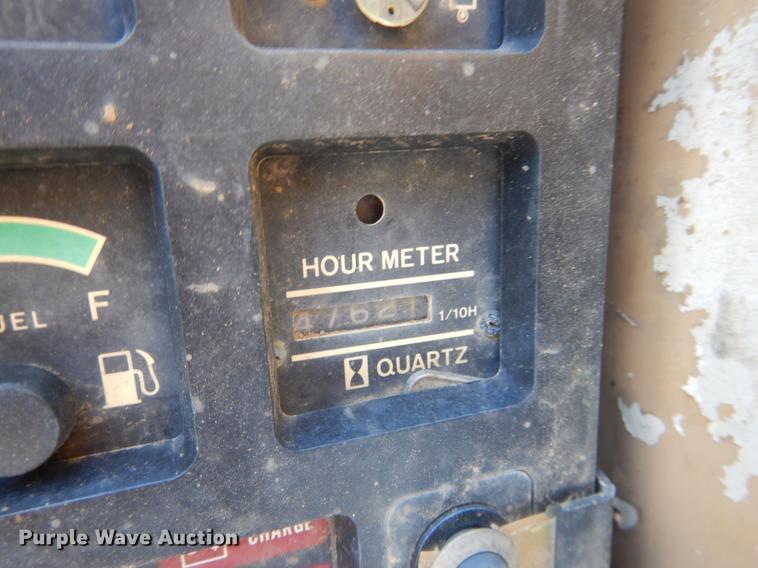 HOUR METER
1/10H
QUARTZ
F
UEL
CHARGE
Purple Wave Auction